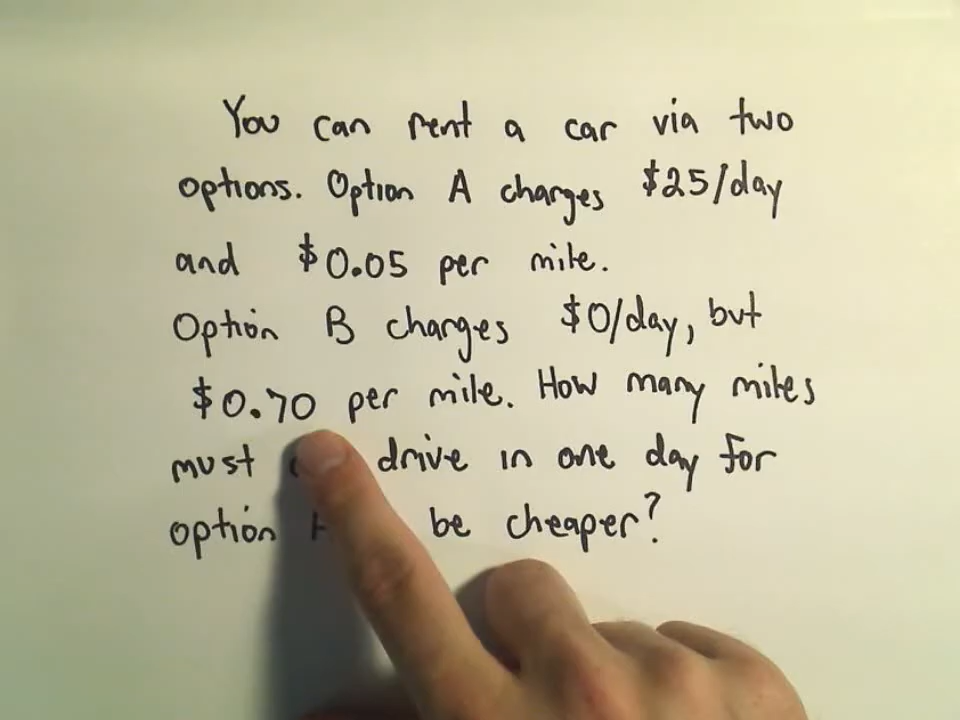 You can rent a car via two
options. Option A charges $25/day
and $0.05 per mile.
Option B charges $0/day, but
$0.70 per mile. How many miles
must drive in one day for
option be cheaper?